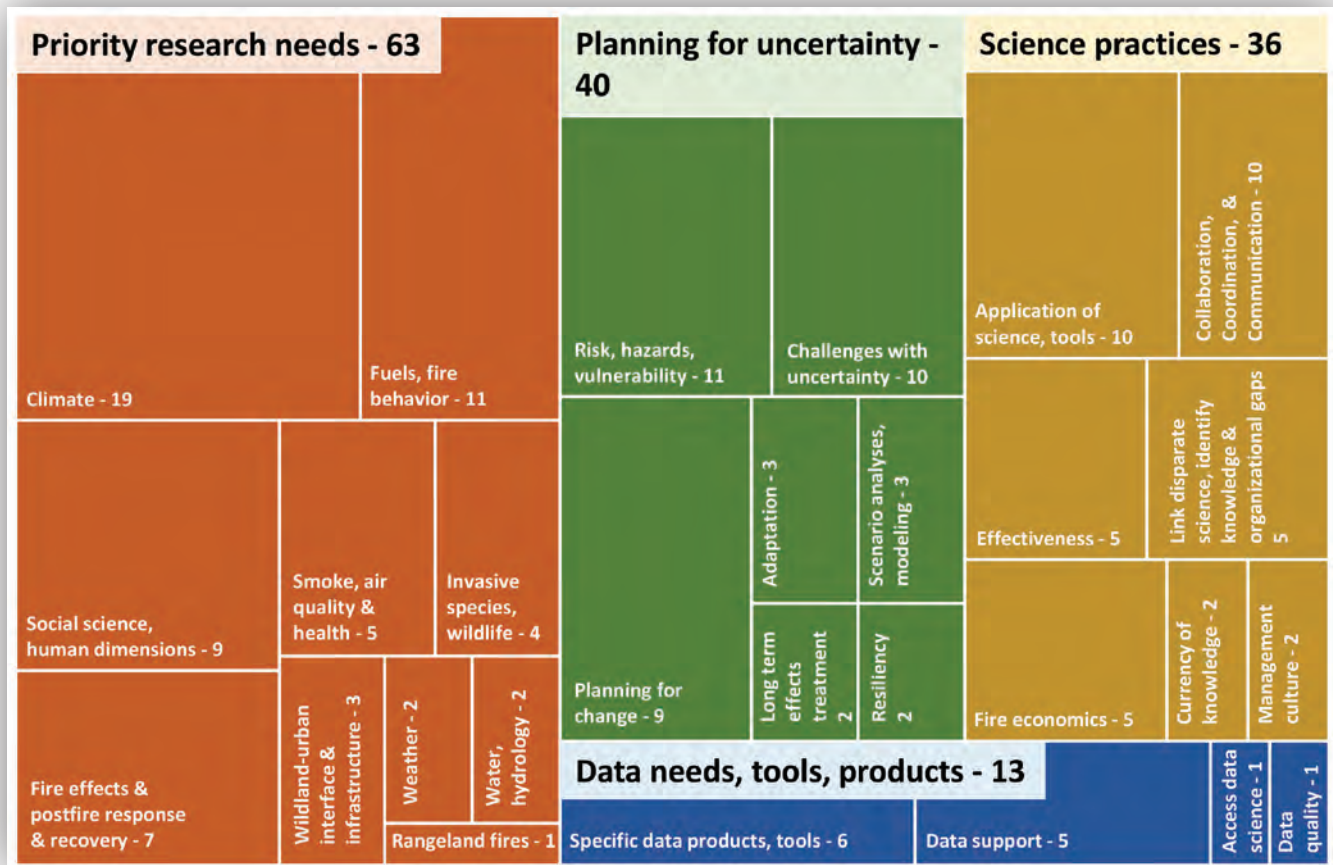 Priority research needs - 63
Climate - 19
Fuels, fire
behavior - 11
Social science,
human dimensions - 9
Smoke, air
quality &
health - 5
Invasive
species,
wildlife - 4
Fire effects &
postfire response
& recovery - 7
Wildland-urban
interface &
infrastructure - 3
Weather - 2
Water,
hydrology - 2
Rangeland fires - 1
Planning for uncertainty -
40
Risk, hazards,
vulnerability - 11
Challenges with
uncertainty - 10
Planning for
change - 9
Adaptation - 3
Scenario analyses,
modeling - 3
Long term
effects
treatment
2
Resiliency
2
Science practices - 36
Application of
science, tools - 10
Collaboration,
Coordination, &
Communication - 10
Effectiveness - 5
Link disparate
science, identify
knowledge &
organizational gaps
5
Fire economics - 5
Currency of
knowledge - 2
Management
culture - 2
Data needs, tools, products - 13
Specific data products, tools - 6
Data support - 5
Access data
science - 1
Data
quality - 1